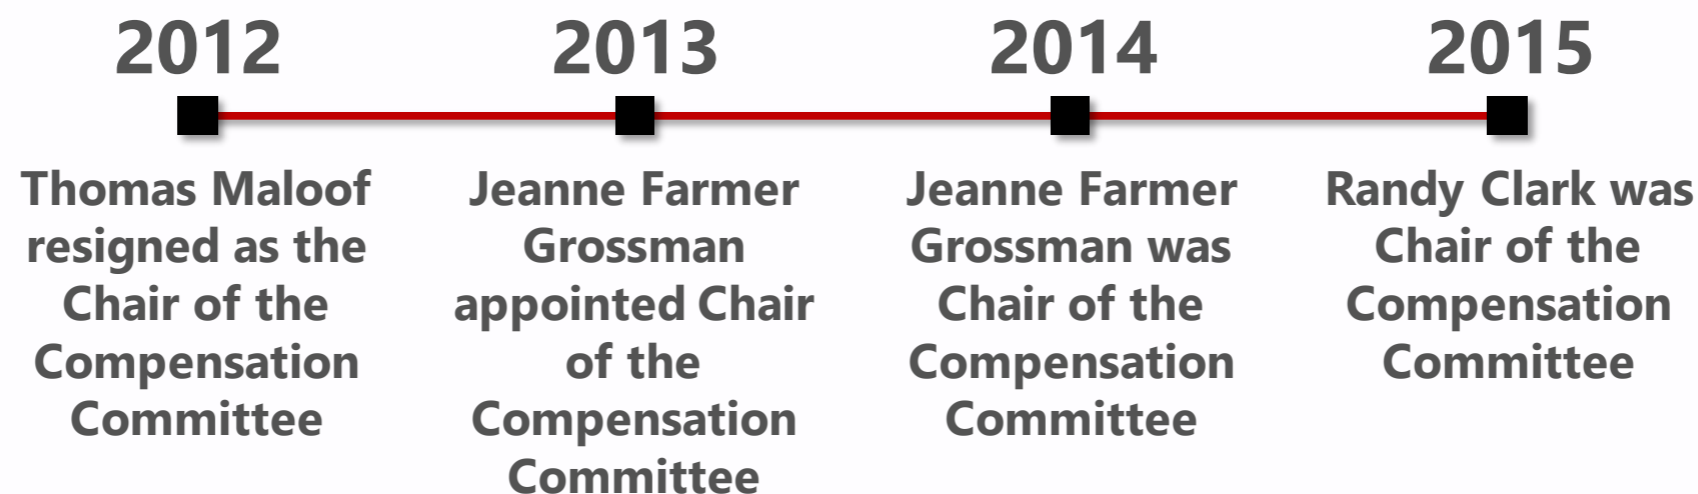 2012
Thomas Maloof
resigned as the
Chair of the
Compensation
Committee
2013
Jeanne Farmer
Grossman
appointed Chair
of the
Compensation
Committee
2014
Jeanne Farmer
Grossman was
Chair of the
Compensation
Committee
2015
Randy Clark was
Chair of the
Compensation
Committee